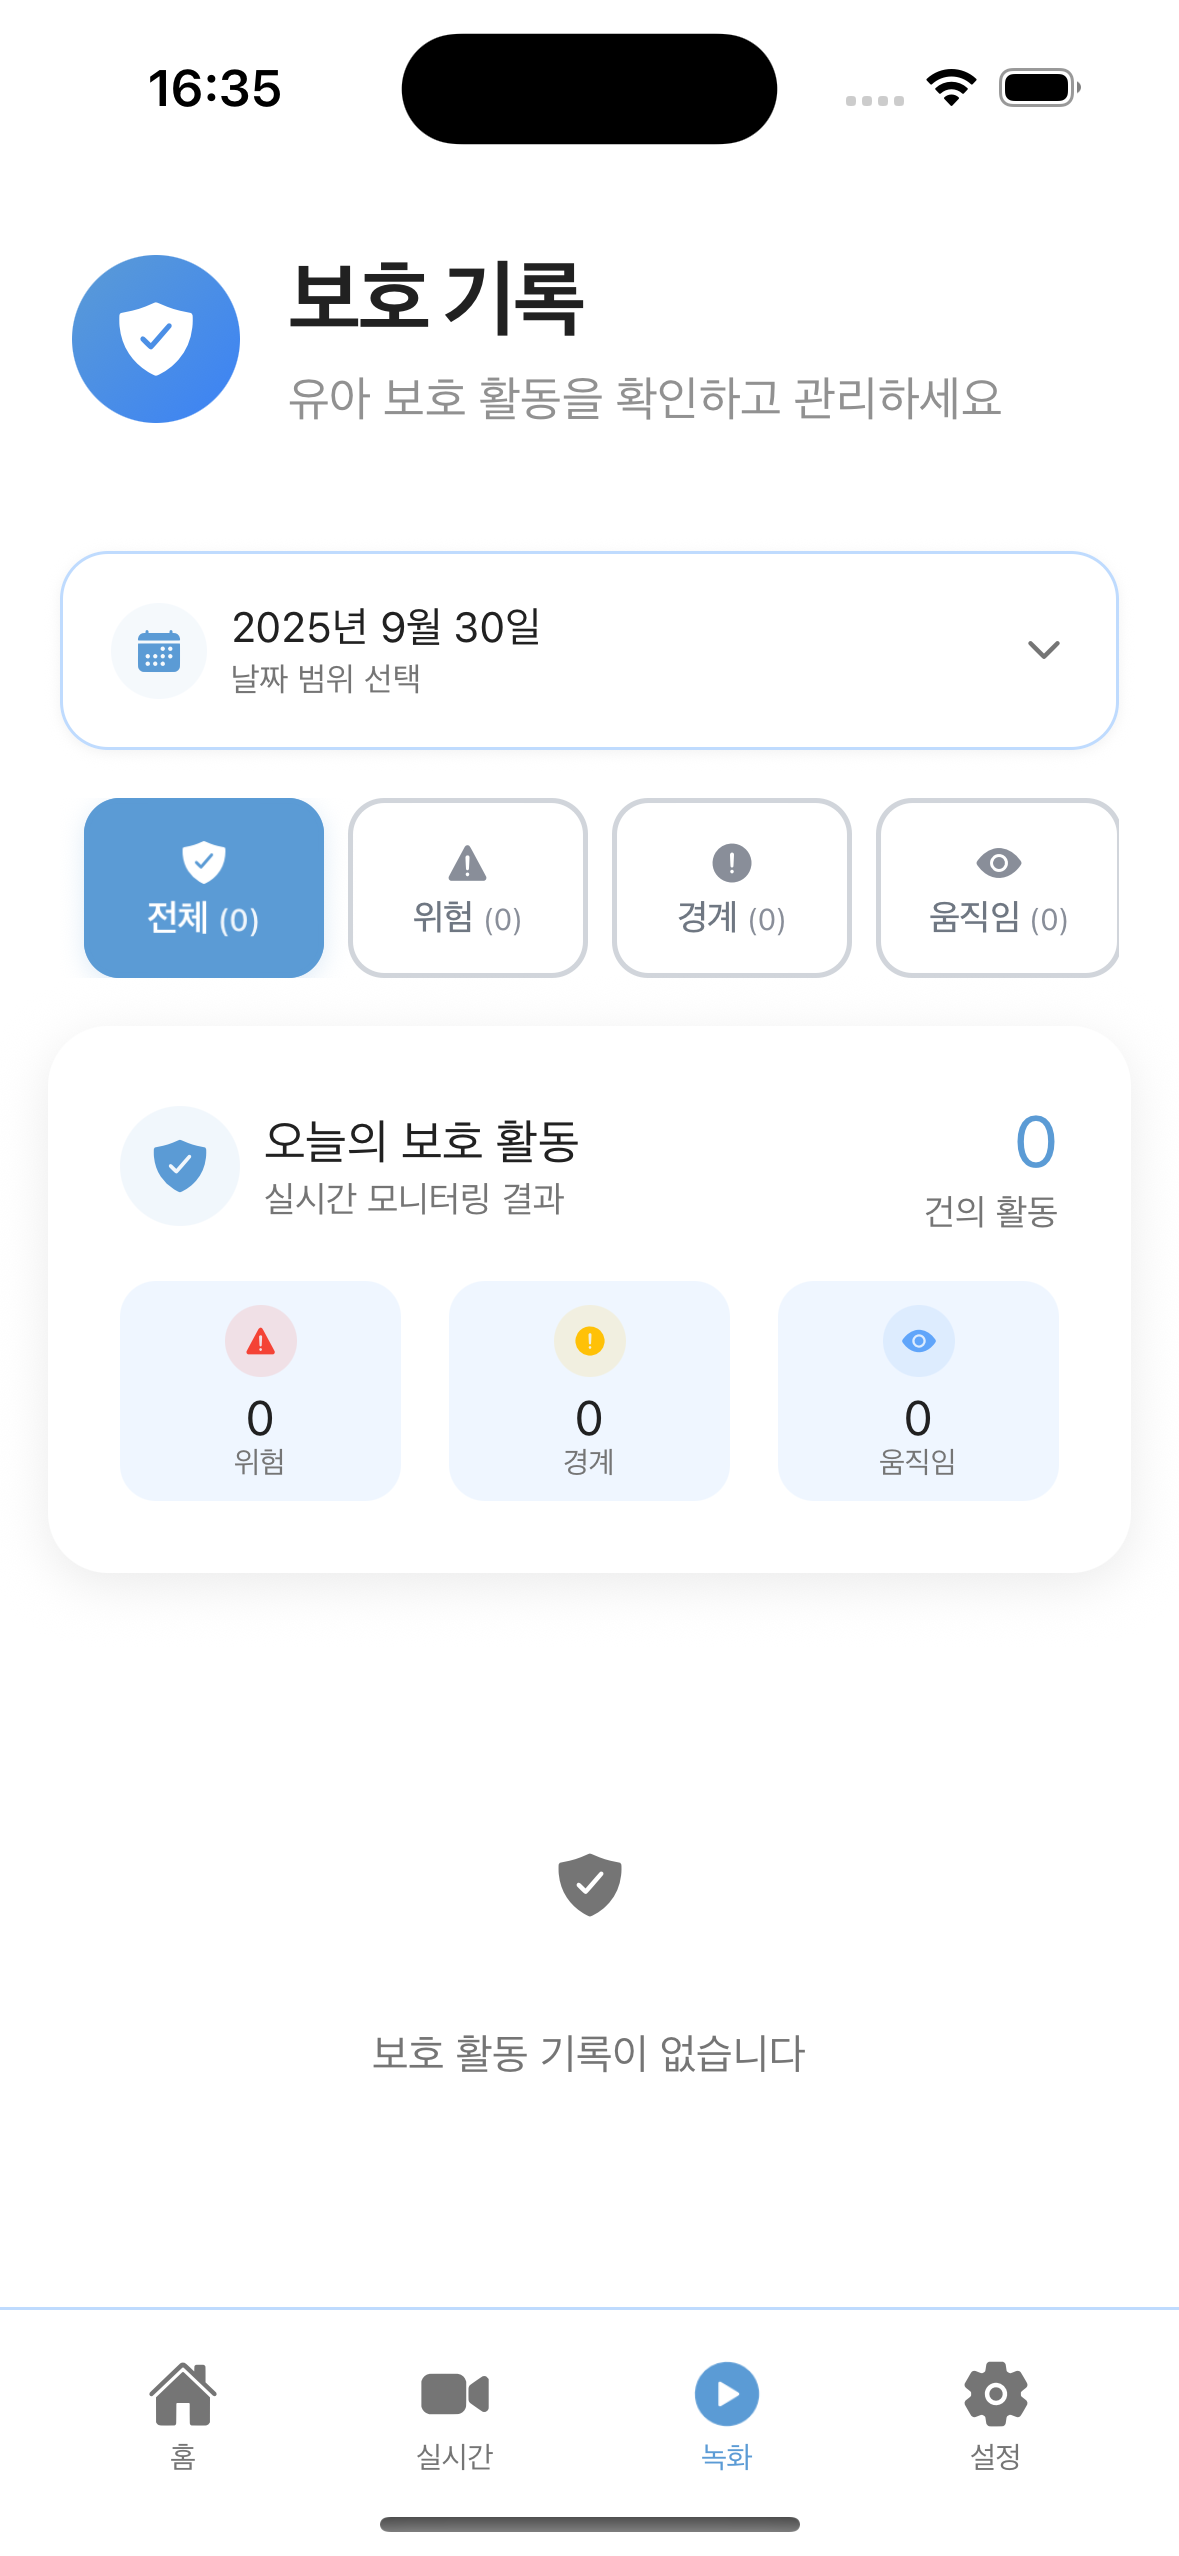 16:35
보호 기록
유아 보호 활동을 확인하고 관리하세요
2025년 9월 30일
날짜 범위 선택
전체 (0)
위험 (0)
경계 (0)
움직임 (0)
오늘의 보호 활동
실시간 모니터링 결과
0
건의 활동
0
위험
0
경계
0
움직임
보호 활동 기록이 없습니다
홈
실시간
녹화
설정